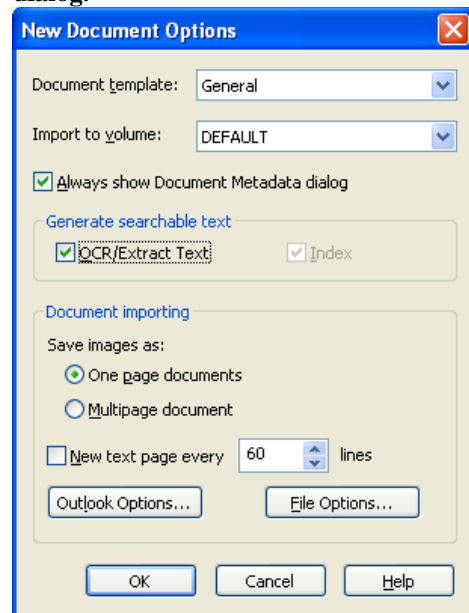 dialog.
New Document Options
Document template: General
Import to volume: DEFAULT
Always show Document Metadata dialog
Generate searchable text
OCR/Extract Text Index
Document importing
Save images as:
One page documents
Multipage document
New text page every 60 lines
Outlook Options... File Options...
OK Cancel Help